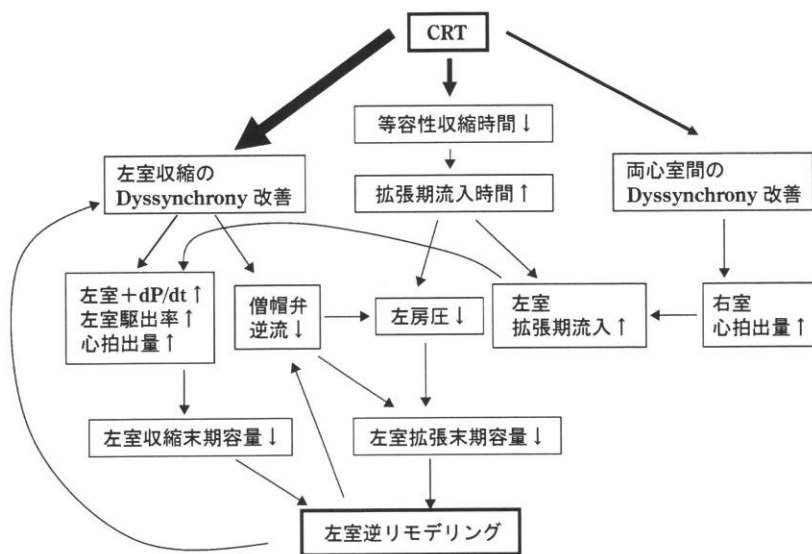 CRT
等容性収縮時間↓
左室収縮の
Dyssynchrony 改善
拡張期流入時間↑
両心室間の
Dyssynchrony 改善
左室＋dP/dt↑
左室駆出率↑
心拍出量↑
僧帽弁
逆流↓
左房圧↓
左室
拡張期流入↑
右室
心拍出量↑
左室収縮末期容量↓
左室拡張末期容量↓
左室逆リモデリング